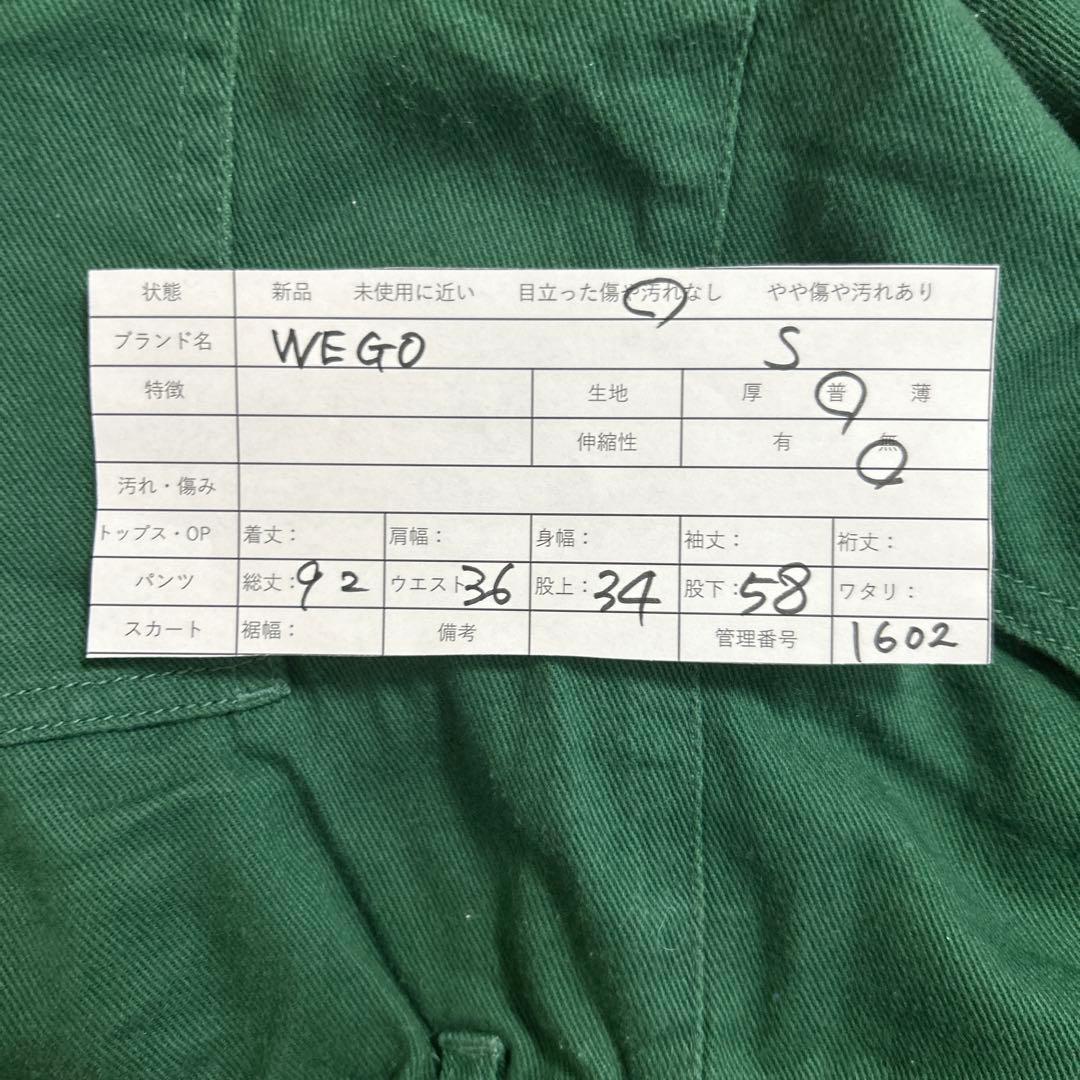 状態 新品 未使用に近い 目立った傷や汚れなし やや傷や汚れあり
ブランド名 WEGO S
特徴 生地 厚 普 薄
伸縮性 有 無
汚れ・傷み
トップス・OP 着丈： 肩幅： 身幅： 袖丈： 裄丈：
パンツ 総丈：92 ウエスト36 股上：34 股下：58 ワタリ：
スカート 裾幅： 備考 管理番号 1602